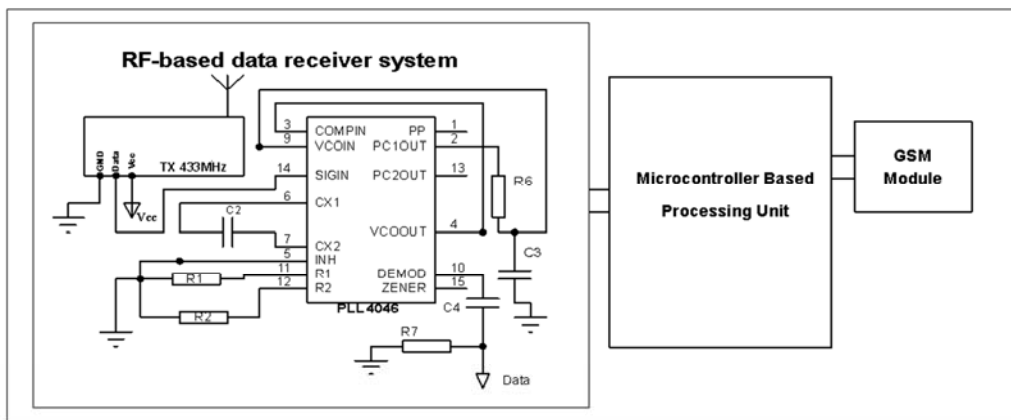 RF-based data receiver system
GND
Data
Vcc
TX 433MHz
Vcc
3 COMPIN PP 1
9 VCOIN PC1OUT 2
14 SIGIN PC2OUT 13
6 CX1
C2
7 CX2 VCOOUT 4
5 INH
11 R1 DEMOD 10
12 R2 ZENER 15
PLL 4046
R1
R2
R6
C3
C4
R7
Data
Microcontroller Based
Processing Unit
GSM
Module